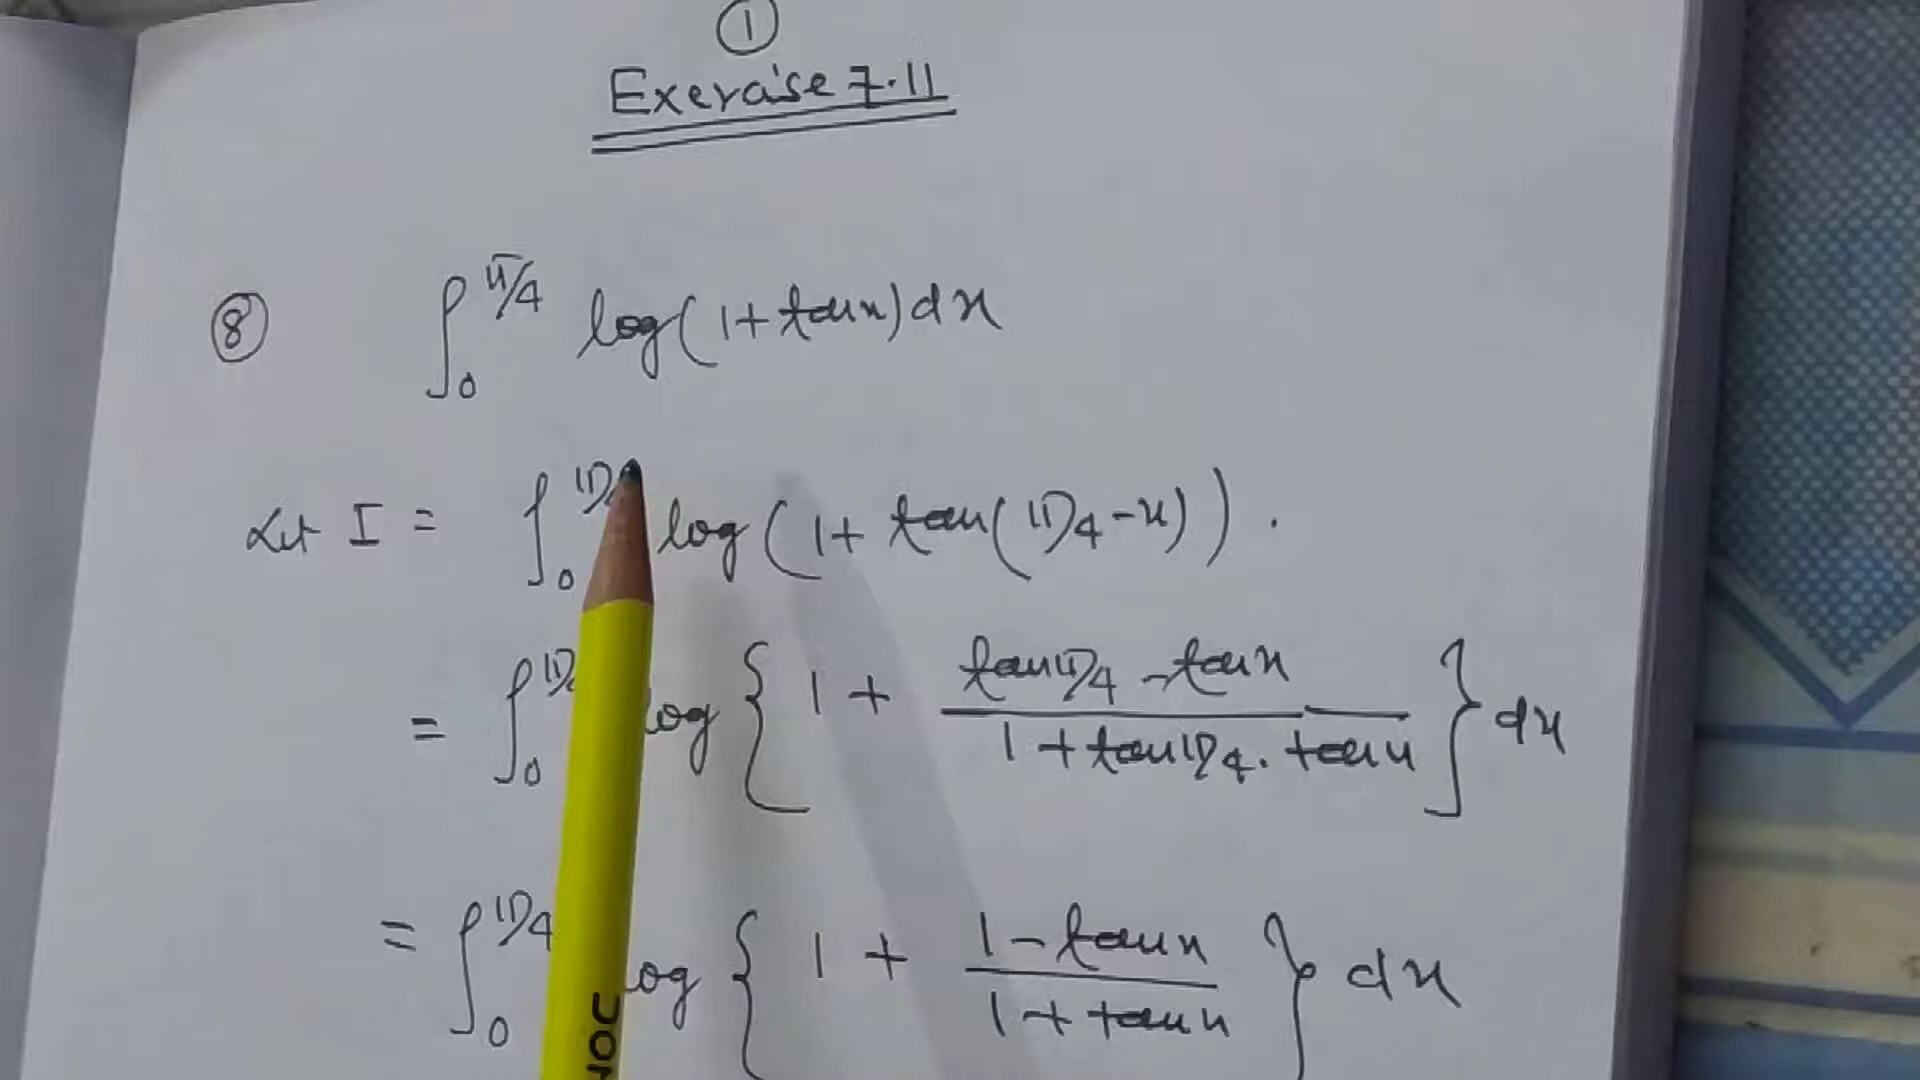 ①
Exercise 7.11
⑧ ∫₀^π/4 log(1+tanx)dx
Let I = ∫₀^π/4 log(1+ tan(π/4-x)).
= ∫₀^π/4 log{1 + (tanπ/4 - tanx)/(1+tanπ/4. tanx)}dx
= ∫₀^π/4 log{1 + (1-tanx)/(1+tanx)}dx